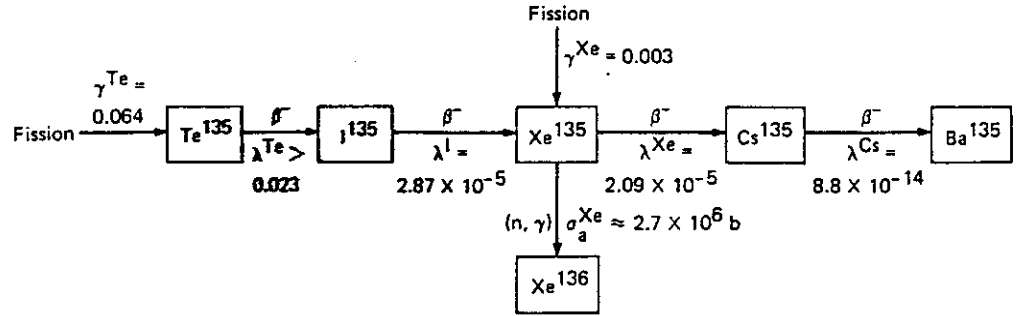 Fission
γ^Xe = 0.003
γ^Te =
0.064
Fission
Te^135
β⁻
λ^Te >
0.023
I^135
β⁻
λ^I =
2.87 × 10⁻⁵
Xe^135
β⁻
λ^Xe =
2.09 × 10⁻⁵
Cs^135
β⁻
λ^Cs =
8.8 × 10⁻¹⁴
Ba^135
(n, γ) σ_a^Xe ≈ 2.7 × 10⁶ b
Xe^136